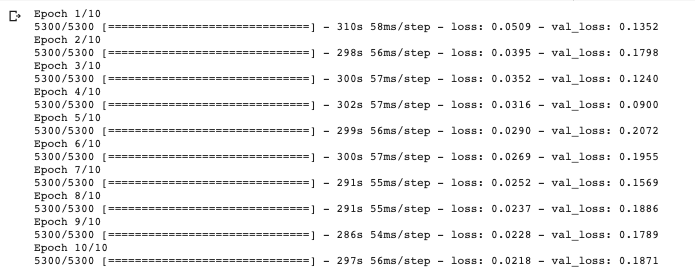 Epoch 1/10
5300/5300 [==============================] - 310s 58ms/step - loss: 0.0509 - val_loss: 0.1352
Epoch 2/10
5300/5300 [==============================] - 298s 56ms/step - loss: 0.0395 - val_loss: 0.1798
Epoch 3/10
5300/5300 [==============================] - 300s 57ms/step - loss: 0.0352 - val_loss: 0.1240
Epoch 4/10
5300/5300 [==============================] - 302s 57ms/step - loss: 0.0316 - val_loss: 0.0900
Epoch 5/10
5300/5300 [==============================] - 299s 56ms/step - loss: 0.0290 - val_loss: 0.2072
Epoch 6/10
5300/5300 [==============================] - 300s 57ms/step - loss: 0.0269 - val_loss: 0.1955
Epoch 7/10
5300/5300 [==============================] - 291s 55ms/step - loss: 0.0252 - val_loss: 0.1569
Epoch 8/10
5300/5300 [==============================] - 291s 55ms/step - loss: 0.0237 - val_loss: 0.1886
Epoch 9/10
5300/5300 [==============================] - 286s 54ms/step - loss: 0.0228 - val_loss: 0.1789
Epoch 10/10
5300/5300 [==============================] - 297s 56ms/step - loss: 0.0218 - val_loss: 0.1871